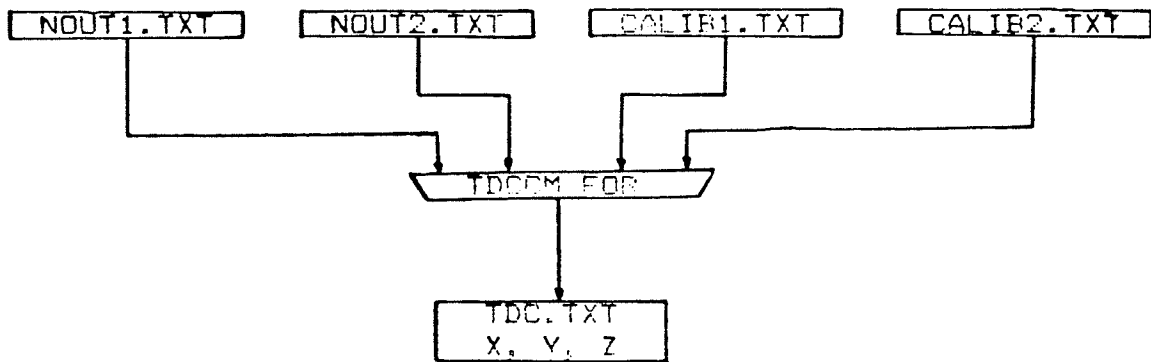 NOUT1.TXT
NOUT2.TXT
CALIB1.TXT
CALIB2.TXT
TDCCM FOR
TDC.TXT
X, Y, Z